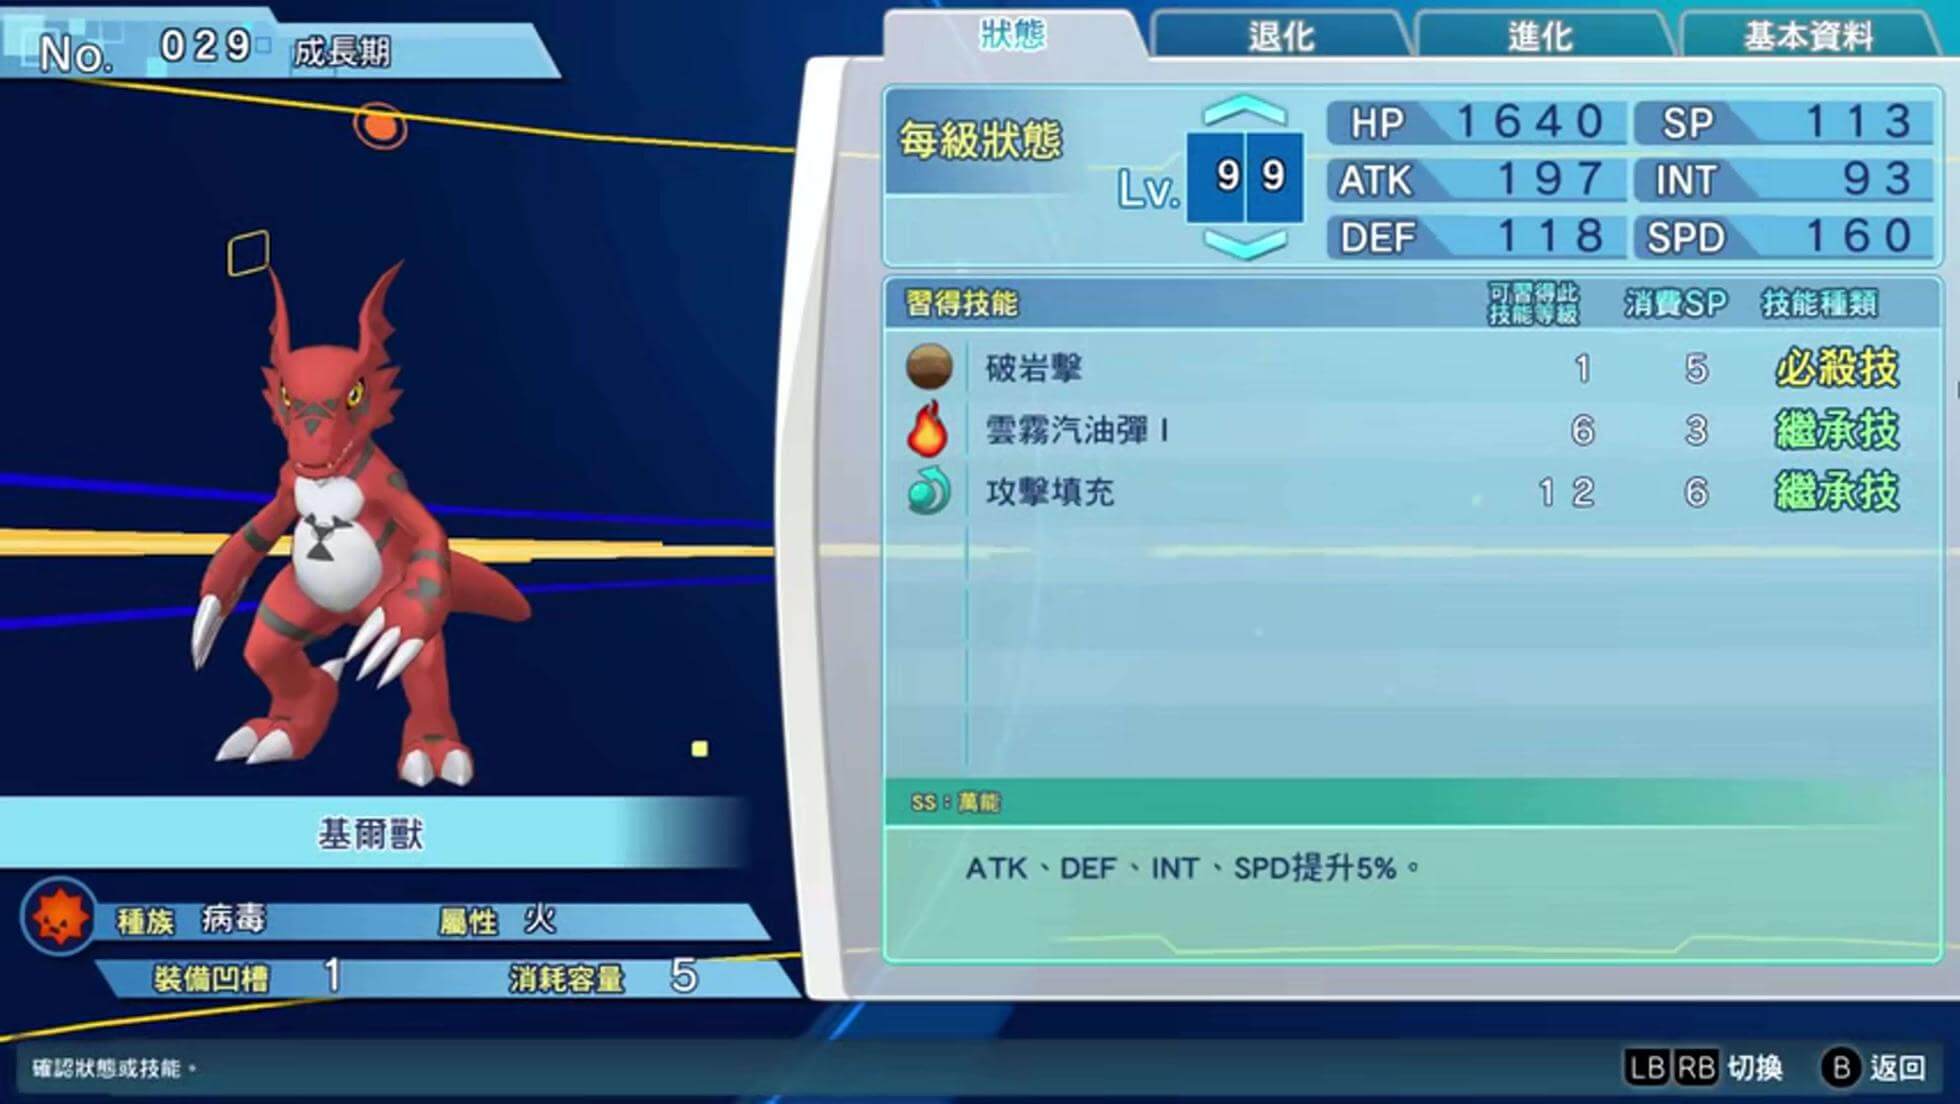 No. 029 成長期
狀態 退化 進化 基本資料
每級狀態
Lv. 99
HP 1640 SP 113
ATK 197 INT 93
DEF 118 SPD 160
習得技能 可習得此技能等級 消費SP 技能種類
破岩擊 1 5 必殺技
雲霧汽油彈 I 6 3 繼承技
攻擊填充 12 6 繼承技
SS：萬能
ATK、DEF、INT、SPD提升5%。
基爾獸
種族 病毒 屬性 火
裝備凹槽 1 消耗容量 5
確認狀態或技能。
LB RB 切換 B 返回